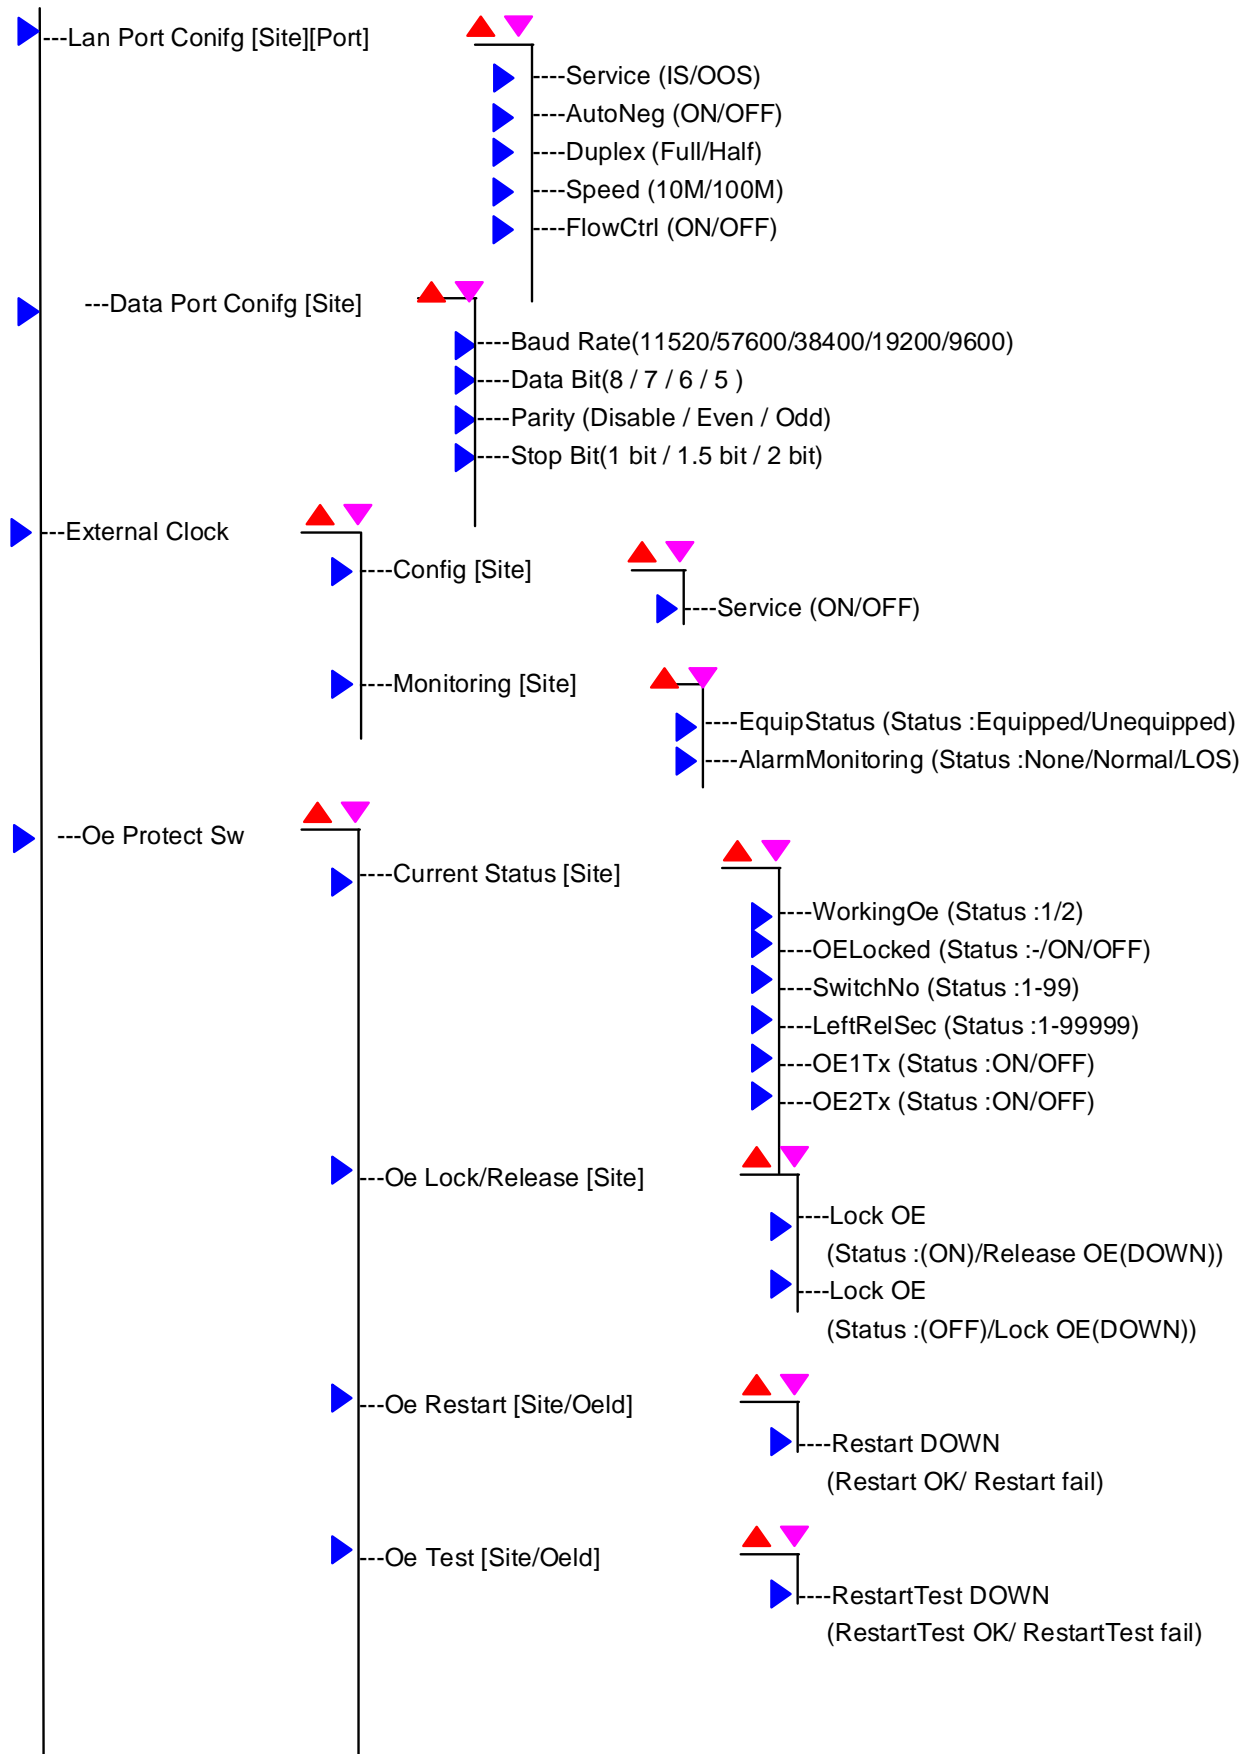 ---Lan Port Conifg [Site][Port]
----Service (IS/OOS)
----AutoNeg (ON/OFF)
----Duplex (Full/Half)
----Speed (10M/100M)
----FlowCtrl (ON/OFF)
---Data Port Conifg [Site]
----Baud Rate(11520/57600/38400/19200/9600)
----Data Bit(8 / 7 / 6 / 5 )
----Parity (Disable / Even / Odd)
----Stop Bit(1 bit / 1.5 bit / 2 bit)
---External Clock
----Config [Site]
----Service (ON/OFF)
----Monitoring [Site]
----EquipStatus (Status :Equipped/Unequipped)
----AlarmMonitoring (Status :None/Normal/LOS)
---Oe Protect Sw
----Current Status [Site]
----WorkingOe (Status :1/2)
----OELocked (Status :-/ON/OFF)
----SwitchNo (Status :1-99)
----LeftRelSec (Status :1-99999)
----OE1Tx (Status :ON/OFF)
----OE2Tx (Status :ON/OFF)
---Oe Lock/Release [Site]
----Lock OE
(Status :(ON)/Release OE(DOWN))
----Lock OE
(Status :(OFF)/Lock OE(DOWN))
---Oe Restart [Site/OeId]
----Restart DOWN
(Restart OK/ Restart fail)
---Oe Test [Site/OeId]
----RestartTest DOWN
(RestartTest OK/ RestartTest fail)